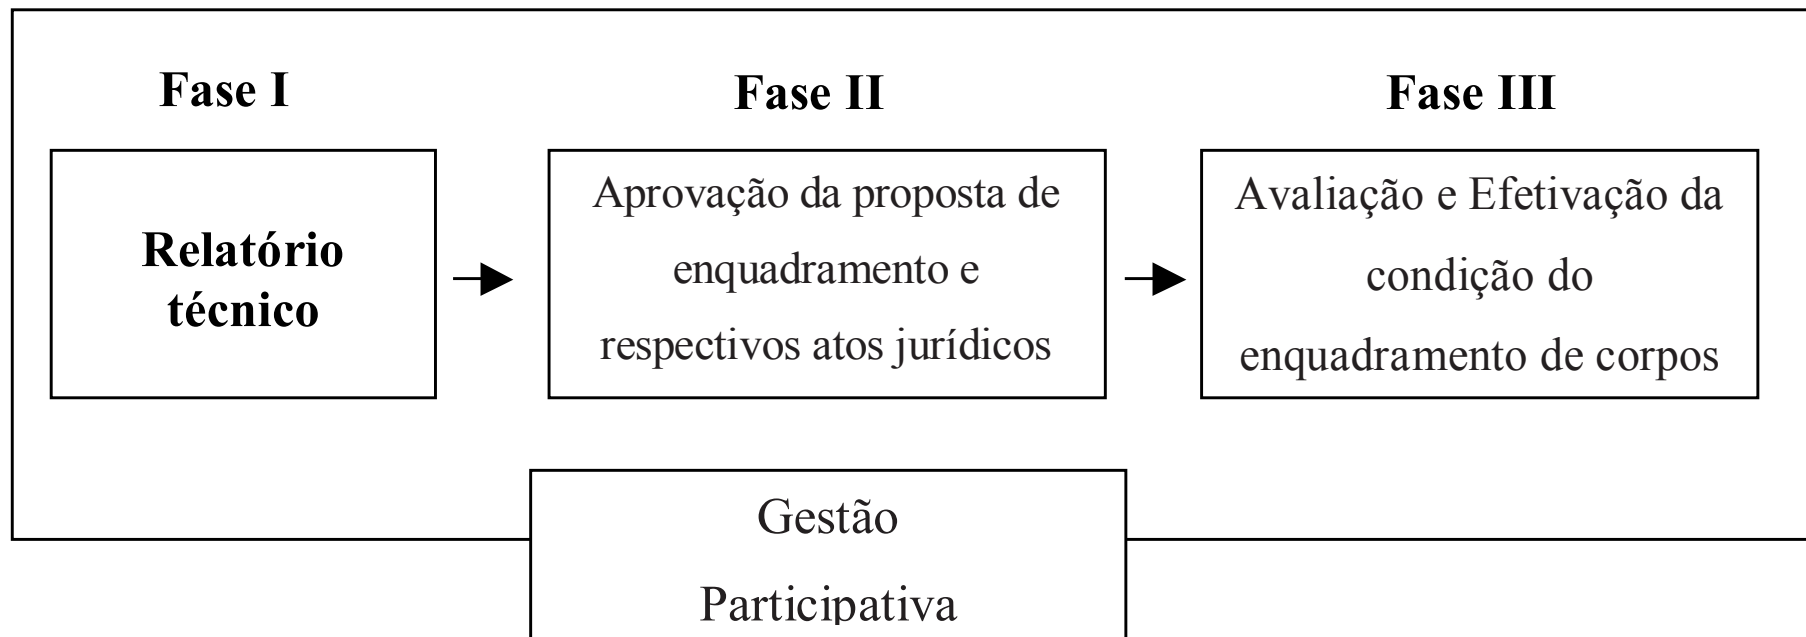 Fase I
Relatório
técnico
Fase II
Aprovação da proposta de
enquadramento e
respectivos atos jurídicos
Fase III
Avaliação e Efetivação da
condição do
enquadramento de corpos
Gestão
Participativa